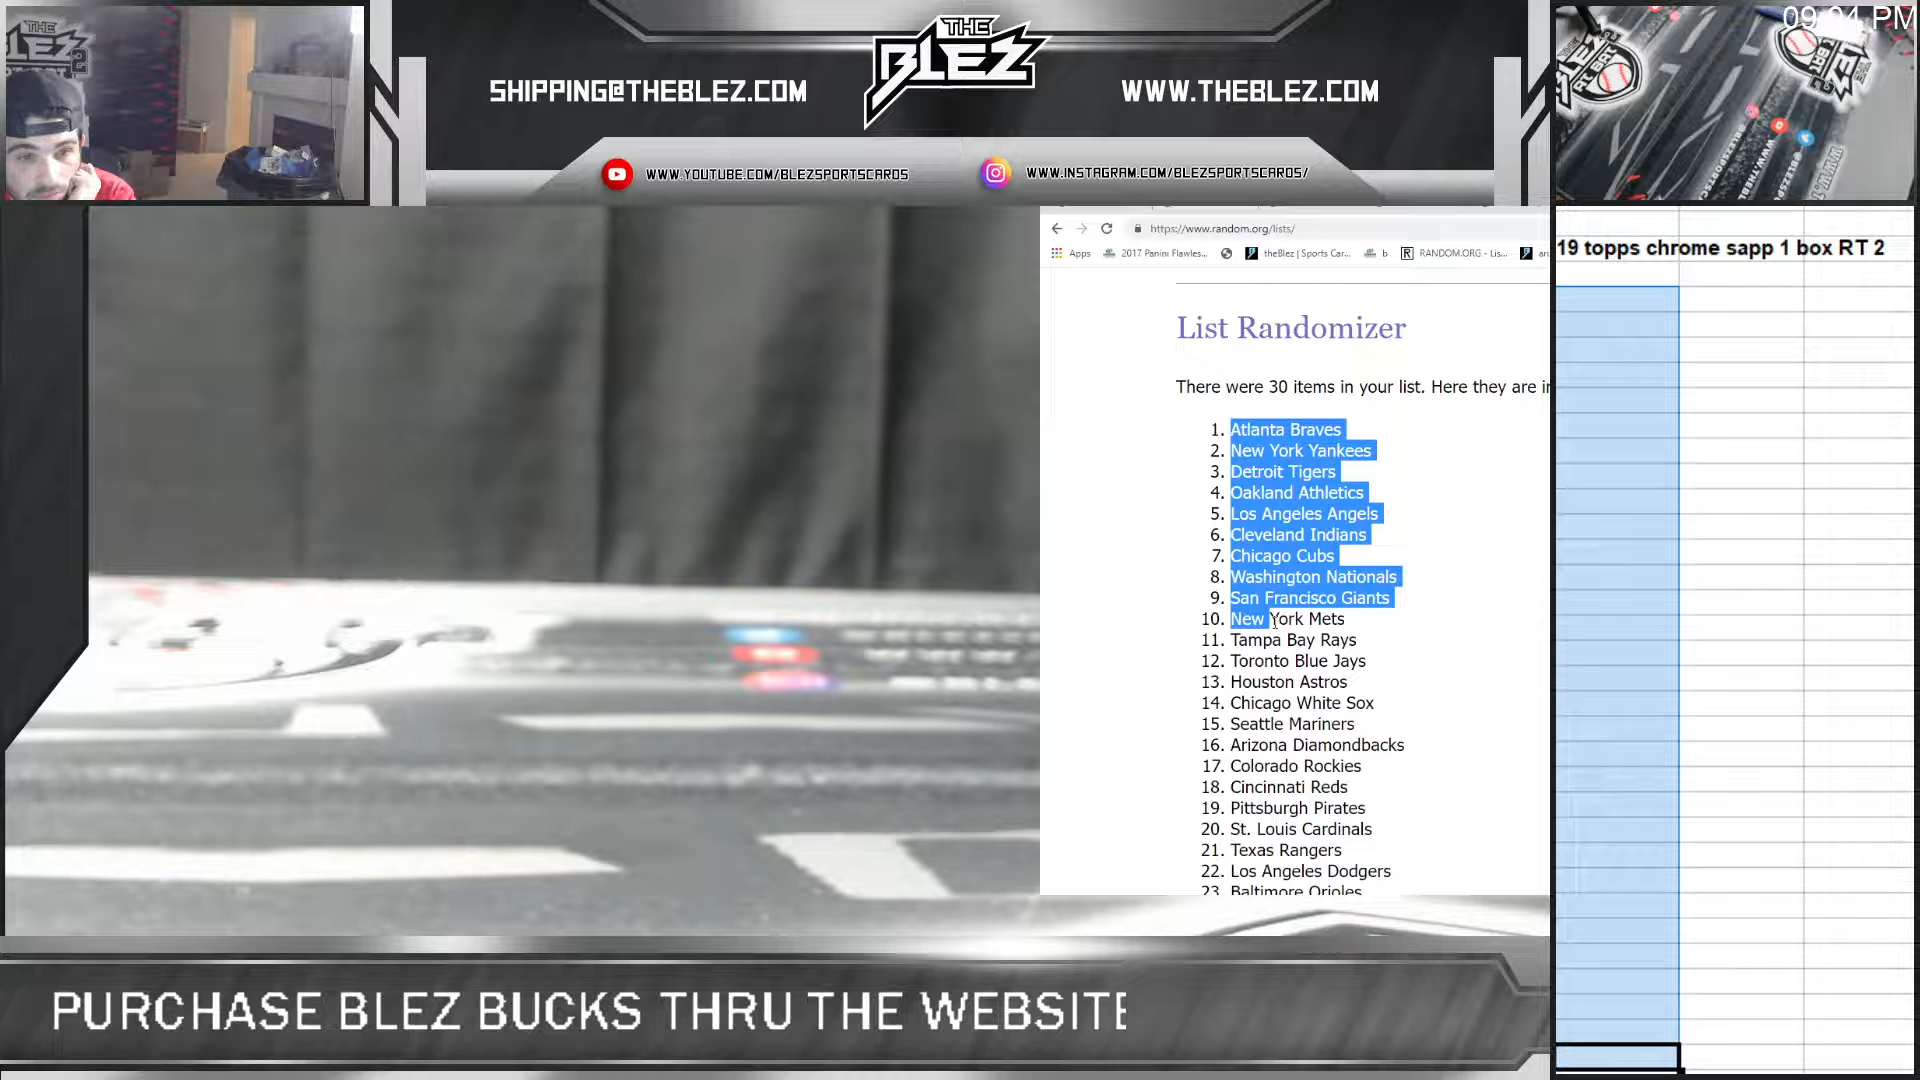 09:04 PM
SHIPPING@THEBLEZ.COM
THE
BLEZ
WWW.THEBLEZ.COM
WWW.YOUTUBE.COM/BLEZSPORTSCARDS
WWW.INSTAGRAM.COM/BLEZSPORTSCARDS/
https://www.random.org/lists/
Apps
2017 Panini Flawles...
theBlez | Sports Car...
b
RANDOM.ORG - Lis...
19 topps chrome sapp 1 box RT 2
List Randomizer
There were 30 items in your list. Here they are in
1. Atlanta Braves
2. New York Yankees
3. Detroit Tigers
4. Oakland Athletics
5. Los Angeles Angels
6. Cleveland Indians
7. Chicago Cubs
8. Washington Nationals
9. San Francisco Giants
10. New York Mets
11. Tampa Bay Rays
12. Toronto Blue Jays
13. Houston Astros
14. Chicago White Sox
15. Seattle Mariners
16. Arizona Diamondbacks
17. Colorado Rockies
18. Cincinnati Reds
19. Pittsburgh Pirates
20. St. Louis Cardinals
21. Texas Rangers
22. Los Angeles Dodgers
23. Baltimore Orioles
PURCHASE BLEZ BUCKS THRU THE WEBSITE